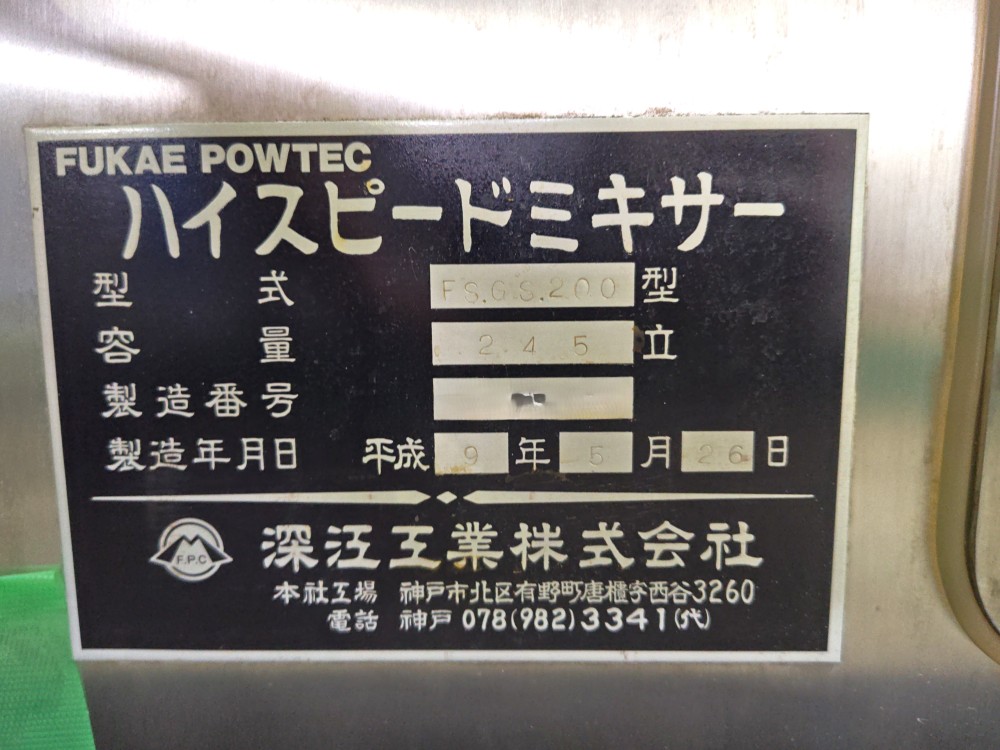 FUKAE POWTEC
ハイスピードミキサー
型式 FS.GS.200 型
容量 245 立
製造番号
製造年月日 平成 9 年 5 月 26 日
F.P.C
深江工業株式会社
本社工場 神戸市北区有野町唐櫃字西谷3260
電話 神戸 078(982)3341(代)